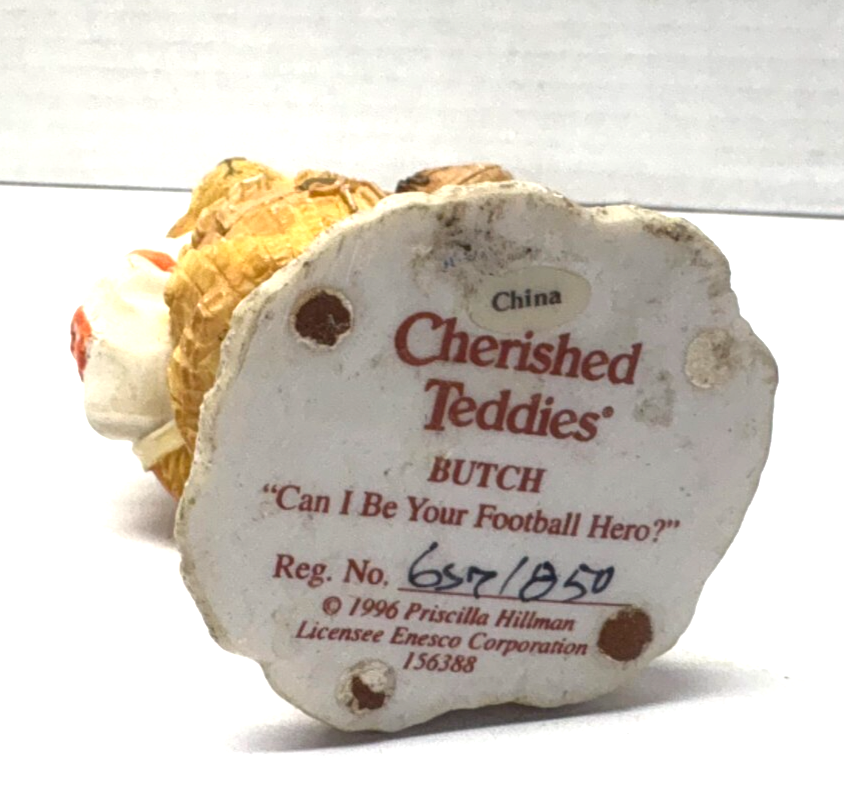 China
Cherished
Teddies®
BUTCH
“Can I Be Your Football Hero?”
Reg. No. 6S7/850
© 1996 Priscilla Hillman
Licensee Enesco Corporation
156388